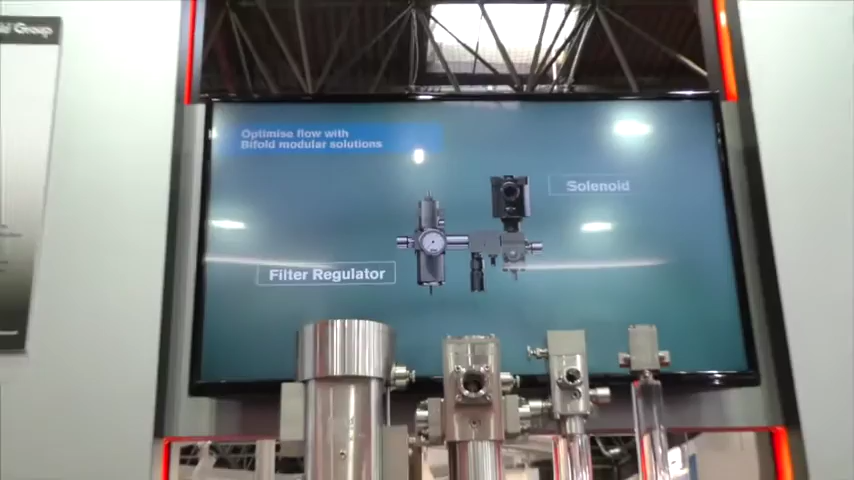 Group
Optimise flow with
Bifold modular solutions
Solenoid
Filter Regulator